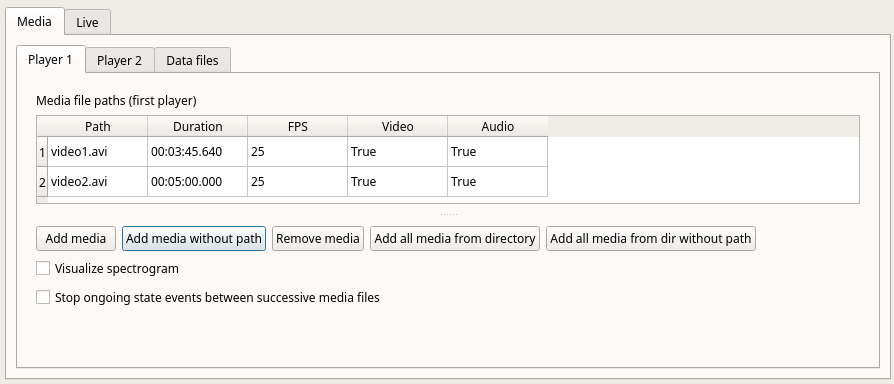 Media Live
Player 1 Player 2 Data files
Media file paths (first player)
Path Duration FPS Video Audio
1 video1.avi 00:03:45.640 25 True True
2 video2.avi 00:05:00.000 25 True True
Add media Add media without path Remove media Add all media from directory Add all media from dir without path
Visualize spectrogram
Stop ongoing state events between successive media files